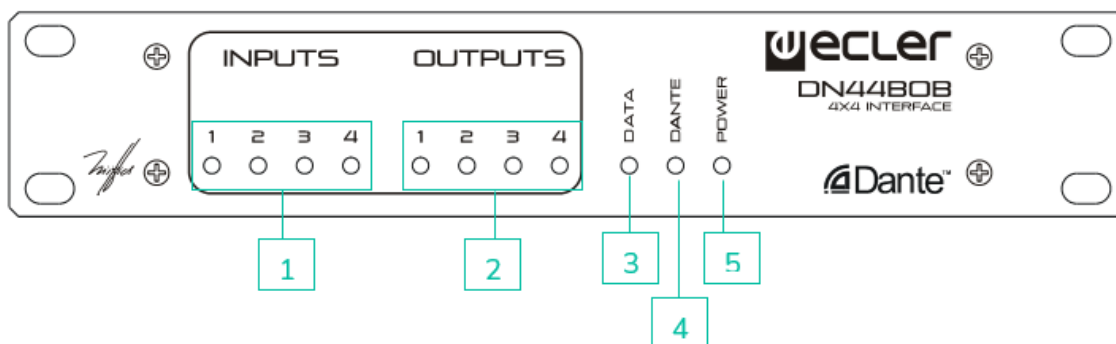 INPUTS
1 2 3 4
OUTPUTS
1 2 3 4
DATA
DANTE
POWER
ecler
DN44BOB
4X4 INTERFACE
Dante™
1
2
3
4
5